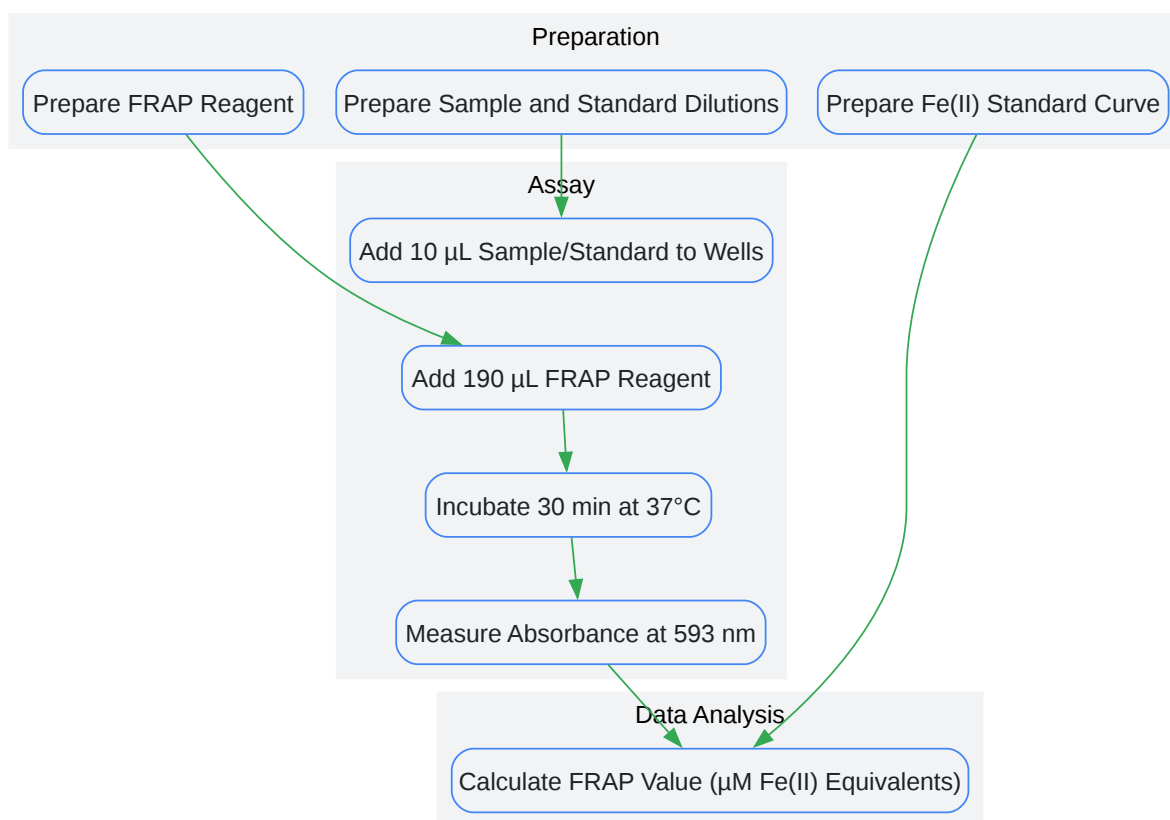 Preparation
Prepare FRAP Reagent
Prepare Sample and Standard Dilutions
Prepare Fe(II) Standard Curve
Assay
Add 10 µL Sample/Standard to Wells
Add 190 µL FRAP Reagent
Incubate 30 min at 37°C
Measure Absorbance at 593 nm
Data Analysis
Calculate FRAP Value (µM Fe(II) Equivalents)